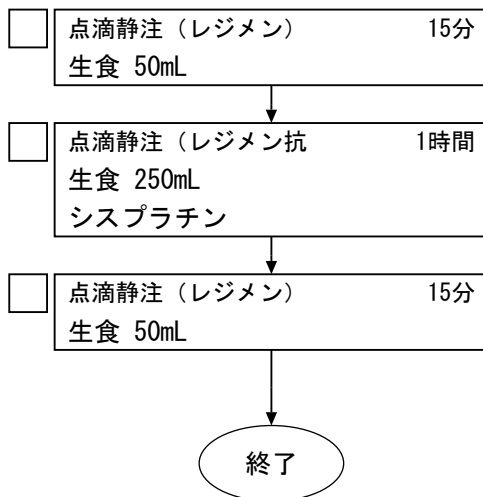 点滴静注（レジメン） 15分
生食 50mL
点滴静注（レジメン抗 1時間
生食 250mL
シスプラチン
点滴静注（レジメン） 15分
生食 50mL
終了